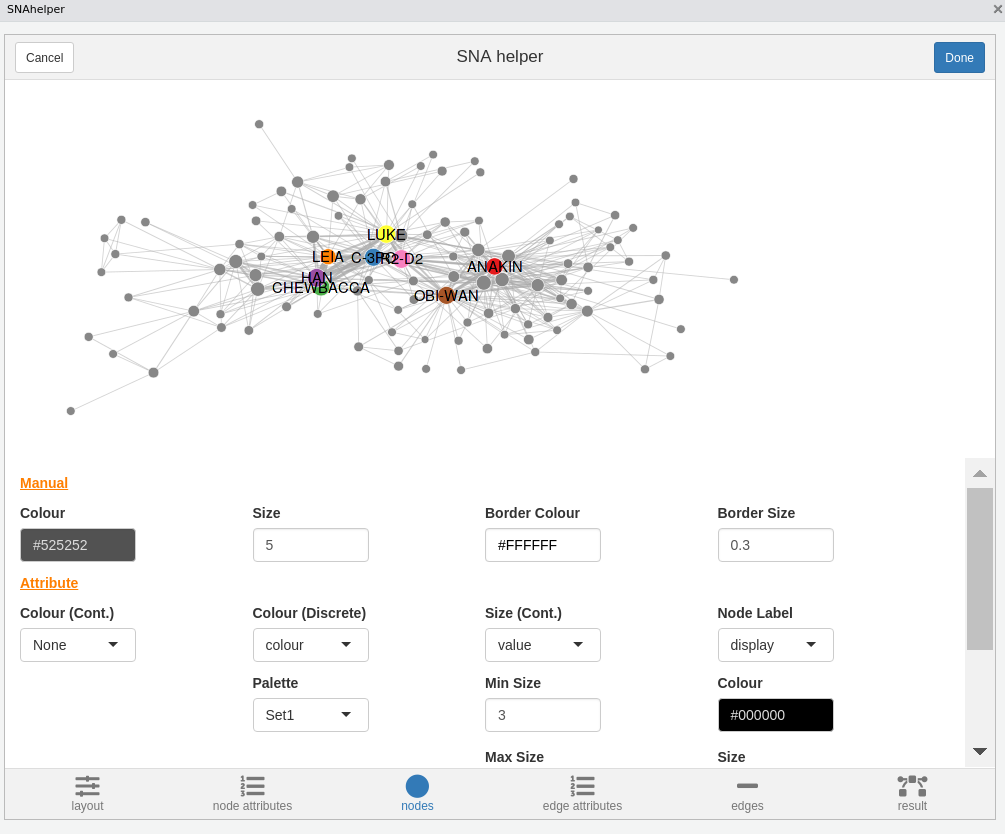 SNAhelper
Cancel
SNA helper
Done
LUKE
LEIA
C-3PO
R2-D2
HAN
ANAKIN
CHEWBACCA
OBI-WAN
Manual
Colour
Size
Border Colour
Border Size
#525252
5
#FFFFFF
0.3
Attribute
Colour (Cont.)
Colour (Discrete)
Size (Cont.)
Node Label
None
colour
value
display
Palette
Min Size
Colour
Set1
3
#000000
Max Size
Size
layout
node attributes
nodes
edge attributes
edges
result